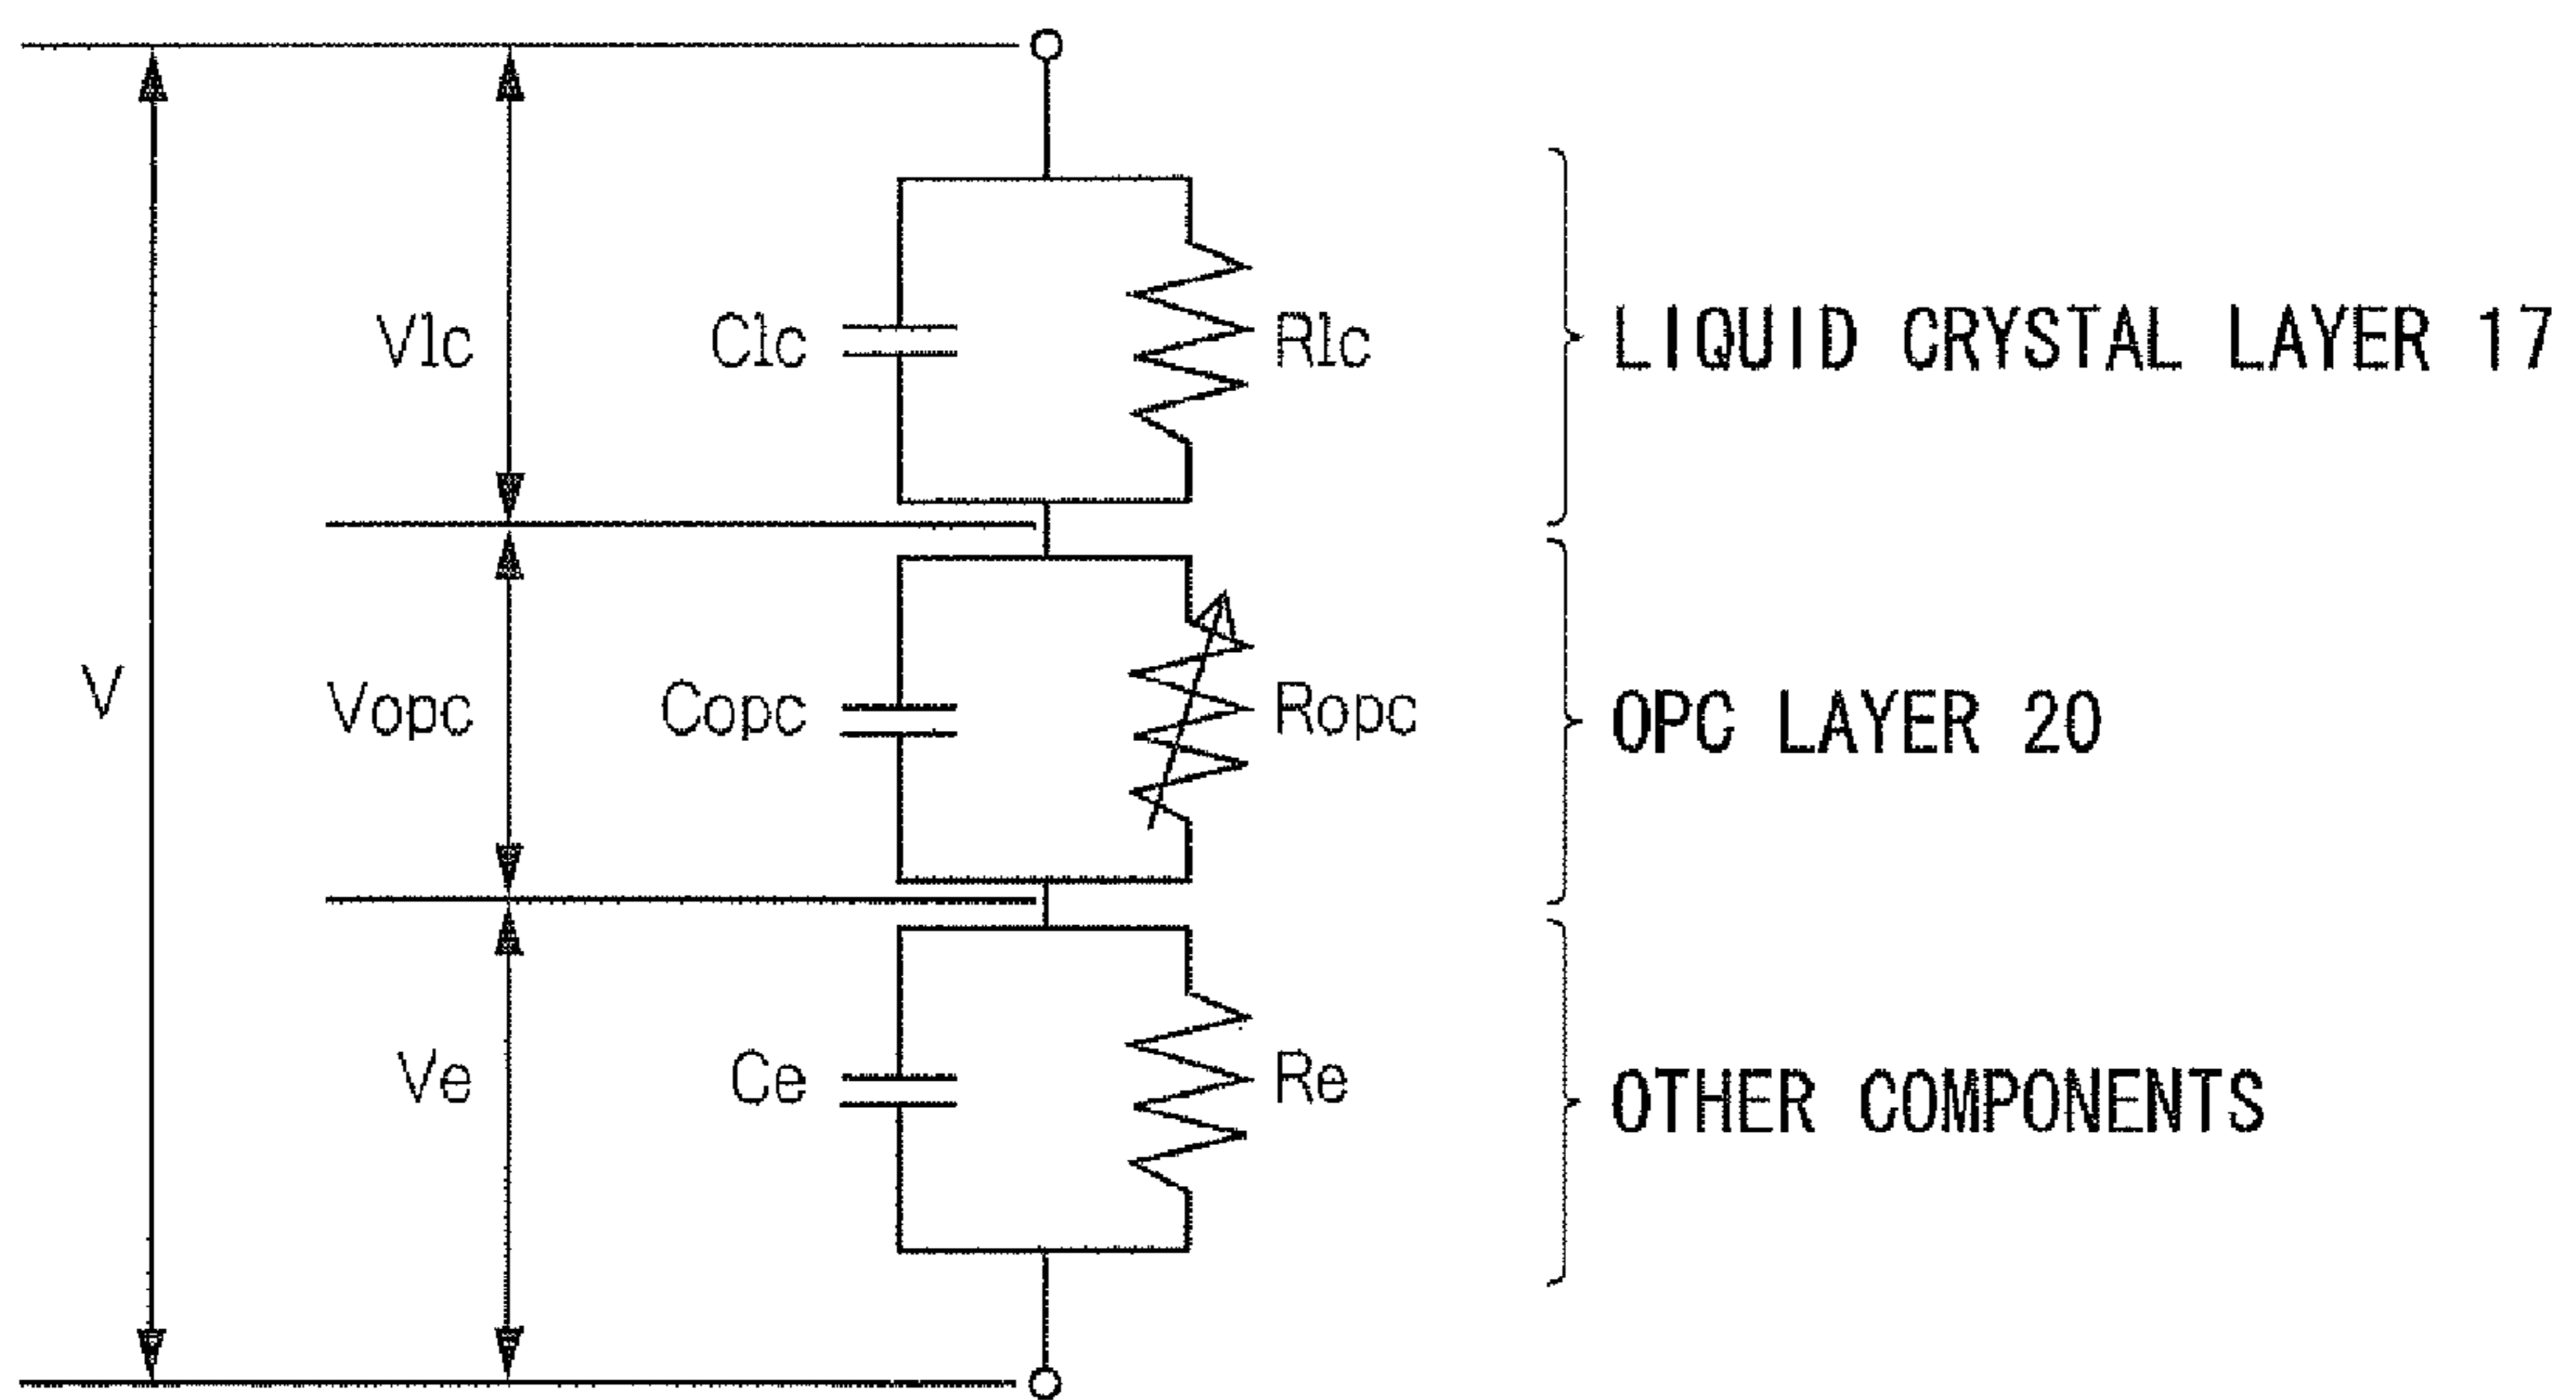 Vlc Clc Rlc LIQUID CRYSTAL LAYER 17
V Vopc Copc Ropc OPC LAYER 20
Ve Ce Re OTHER COMPONENTS